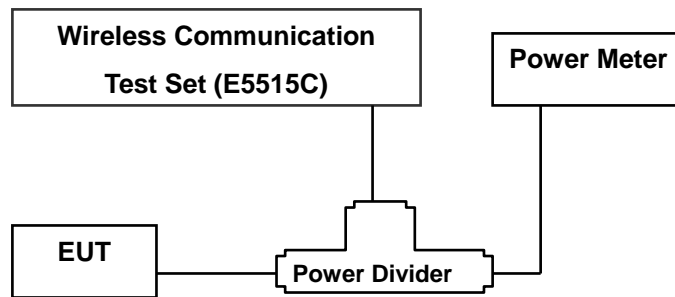 Wireless Communication
Test Set (E5515C)
Power Meter
EUT
Power Divider